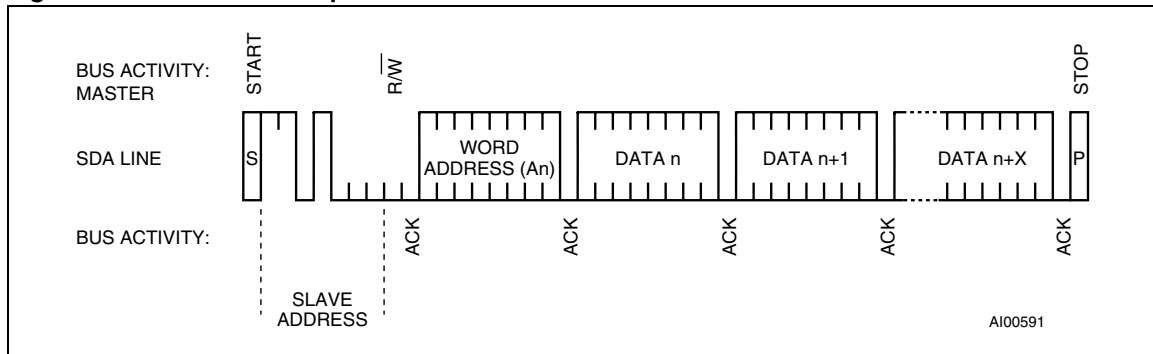 BUS ACTIVITY:
MASTER
START
R/W
STOP
SDA LINE
S
WORD
ADDRESS (An)
DATA n
DATA n+1
DATA n+X
P
BUS ACTIVITY:
ACK
ACK
ACK
ACK
ACK
SLAVE
ADDRESS
AI00591